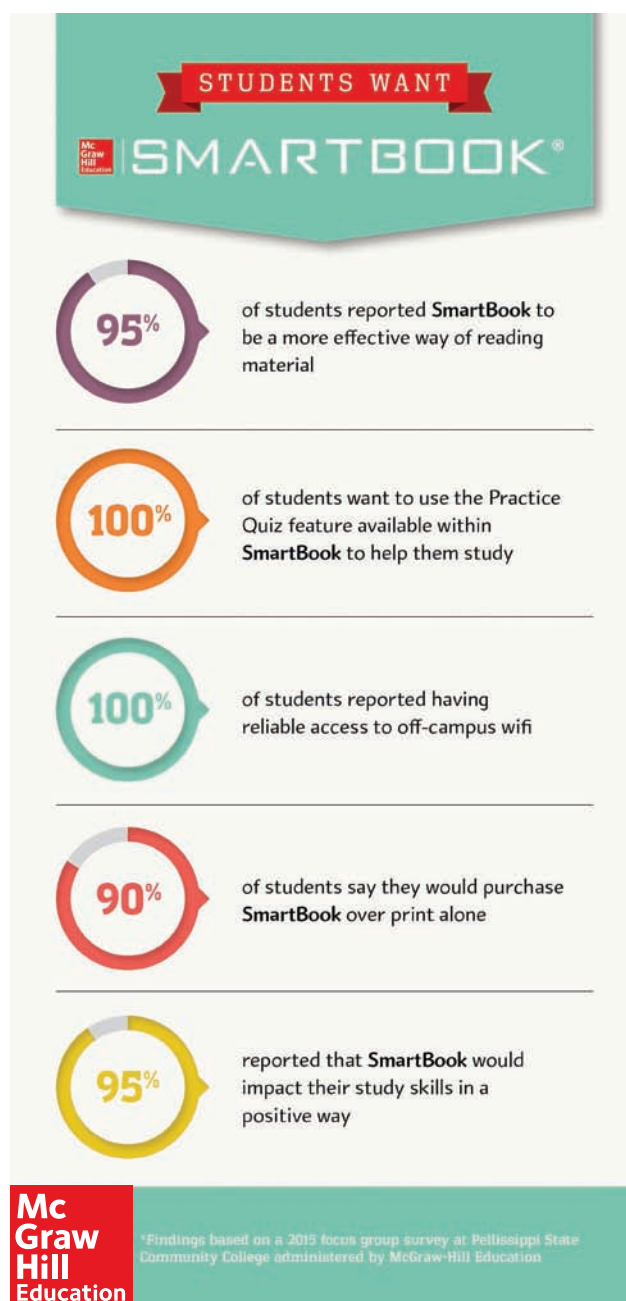 STUDENTS WANT
Mc
Graw
Hill
Education
SMARTBOOK®
95%
of students reported SmartBook to
be a more effective way of reading
material
100%
of students want to use the Practice
Quiz feature available within
SmartBook to help them study
100%
of students reported having
reliable access to off-campus wifi
90%
of students say they would purchase
SmartBook over print alone
95%
reported that SmartBook would
impact their study skills in a
positive way
Mc
Graw
Hill
Education
*Findings based on a 2015 focus group survey at Pellissippi State
Community College administered by McGraw-Hill Education